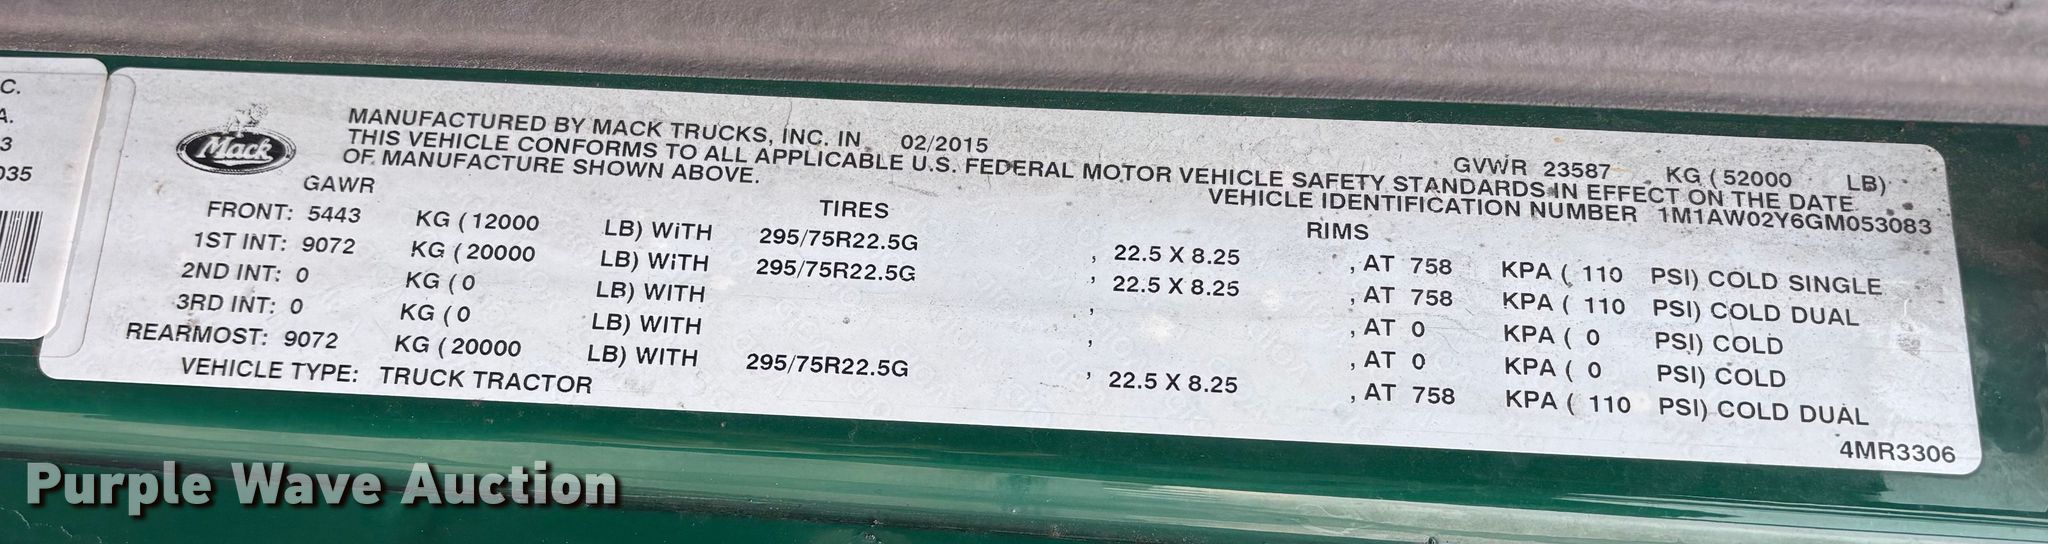 C.
A.
3
035
Mack
MANUFACTURED BY MACK TRUCKS, INC. IN 02/2015 GVWR 23587 KG ( 52000 LB)
THIS VEHICLE CONFORMS TO ALL APPLICABLE U.S. FEDERAL MOTOR VEHICLE SAFETY STANDARDS IN EFFECT ON THE DATE
OF MANUFACTURE SHOWN ABOVE. VEHICLE IDENTIFICATION NUMBER 1M1AW02Y6GM053083
GAWR TIRES RIMS
FRONT: 5443 KG ( 12000 LB) WITH 295/75R22.5G , 22.5 X 8.25 , AT 758 KPA ( 110 PSI) COLD SINGLE
1ST INT: 9072 KG ( 20000 LB) WITH 295/75R22.5G , 22.5 X 8.25 , AT 758 KPA ( 110 PSI) COLD DUAL
2ND INT: 0 KG ( 0 LB) WITH , , AT 0 KPA ( 0 PSI) COLD
3RD INT: 0 KG ( 0 LB) WITH , , AT 0 KPA ( 0 PSI) COLD
REARMOST: 9072 KG ( 20000 LB) WITH 295/75R22.5G , 22.5 X 8.25 , AT 758 KPA ( 110 PSI) COLD DUAL
VEHICLE TYPE: TRUCK TRACTOR
4MR3306
Purple Wave Auction